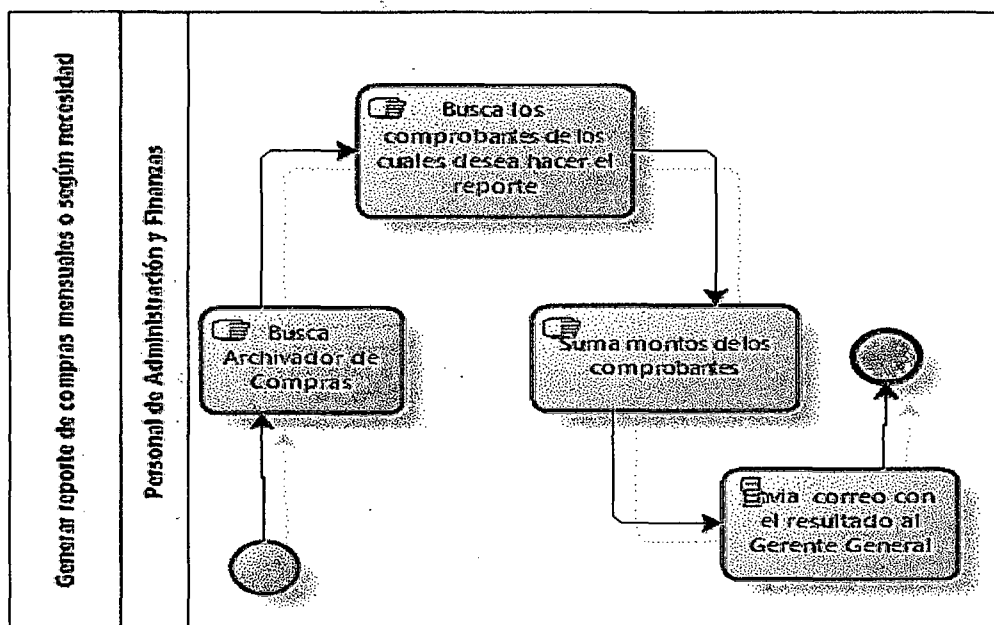 Generar reporte de compras mensuales o según necesidad
Personal de Administración y Finanzas
Busca los
comprobantes de los
cuales desea hacer el
reporte
Busca
Archivador de
Compras
Suma montos de los
comprobantes
Envia correo con
el resultado al
Gerente General